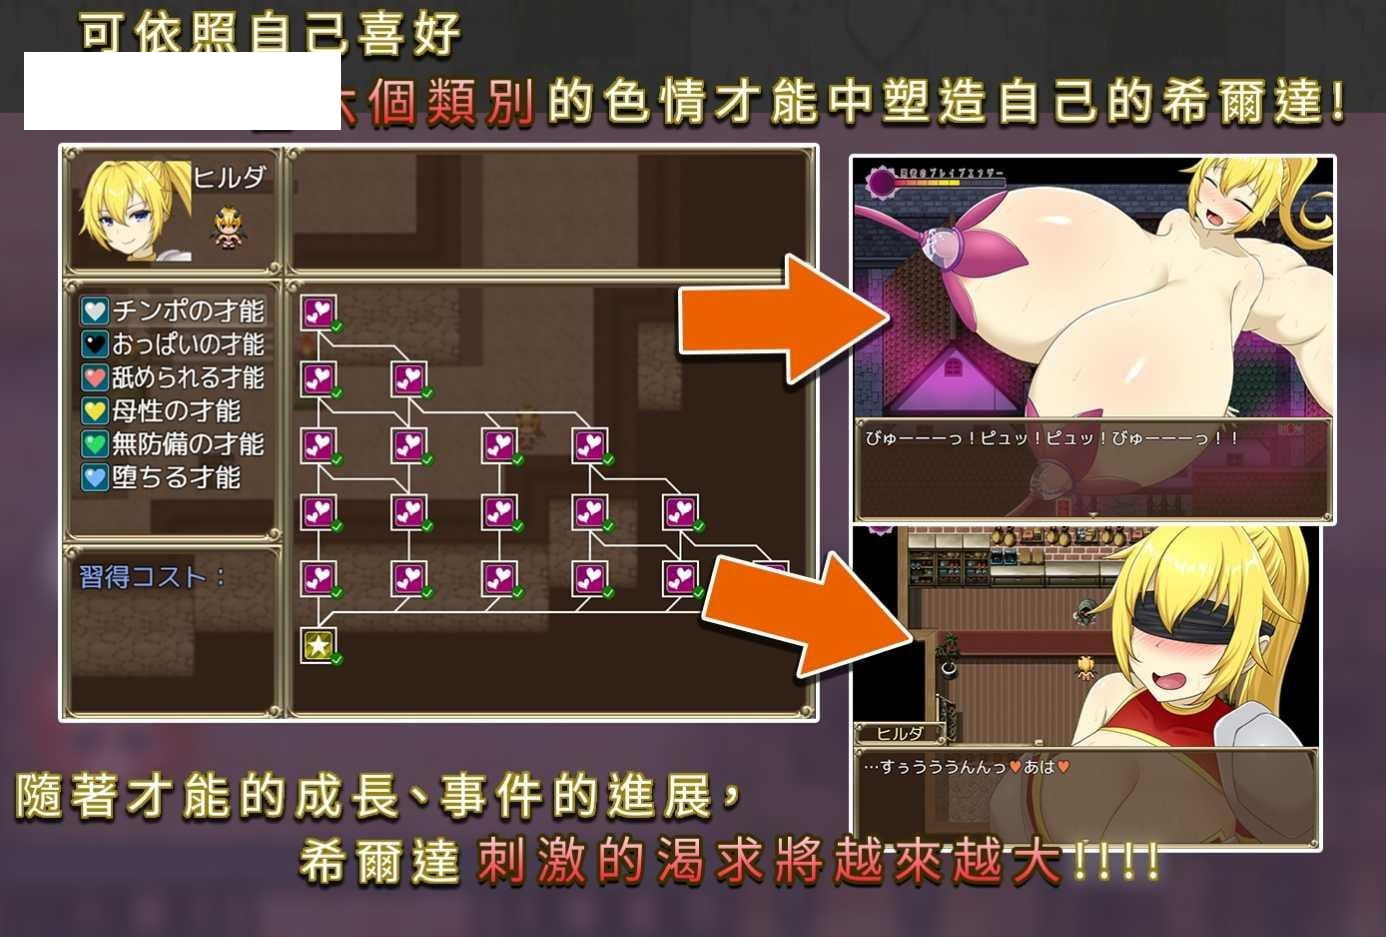 可依照自己喜好
個類別的色情才能中塑造自己的希爾達!
ヒルダ
チンポの才能
おっぱいの才能
舐められる才能
母性の才能
無防備の才能
堕ちる才能
習得コスト：
びゅーーーっ！ピュッ！ピュッ！びゅーーーっ！！
ヒルダ
…すぅうううんんっ♥あは♥
隨著才能的成長、事件的進展，
希爾達 刺激的渴求將越來越大!!!!